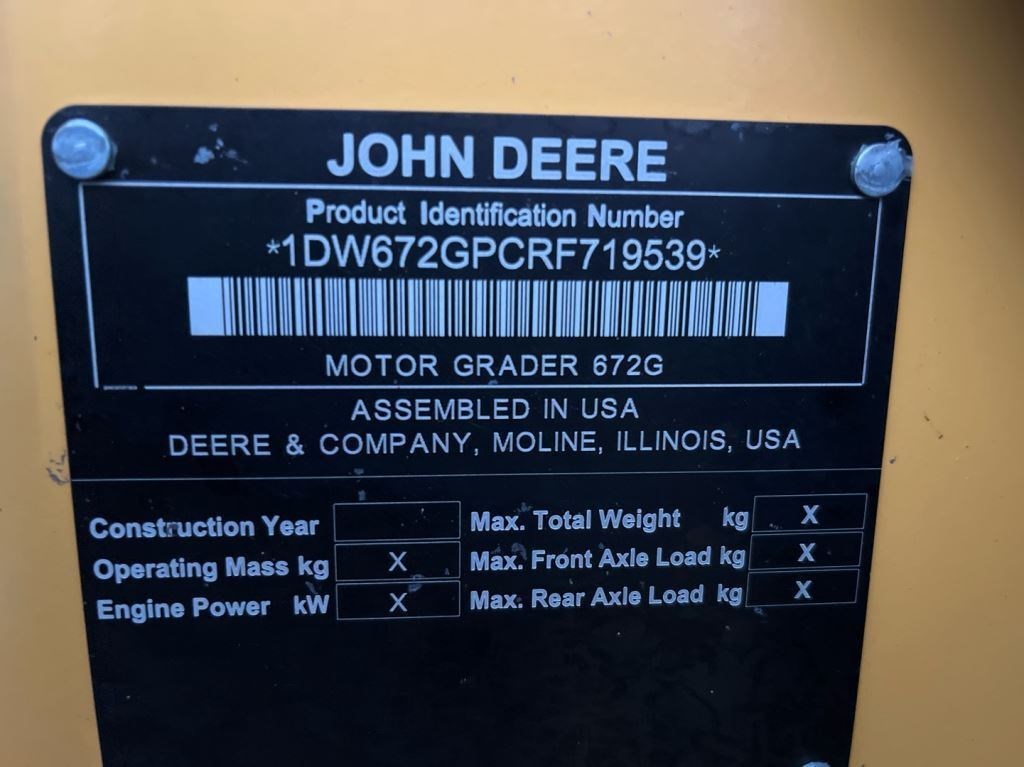 JOHN DEERE
Product Identification Number
*1DW672GPCRF719539*
MOTOR GRADER 672G
ASSEMBLED IN USA
DEERE & COMPANY, MOLINE, ILLINOIS, USA
Construction Year
Operating Mass kg X
Engine Power kW X
Max. Total Weight kg X
Max. Front Axle Load kg X
Max. Rear Axle Load kg X